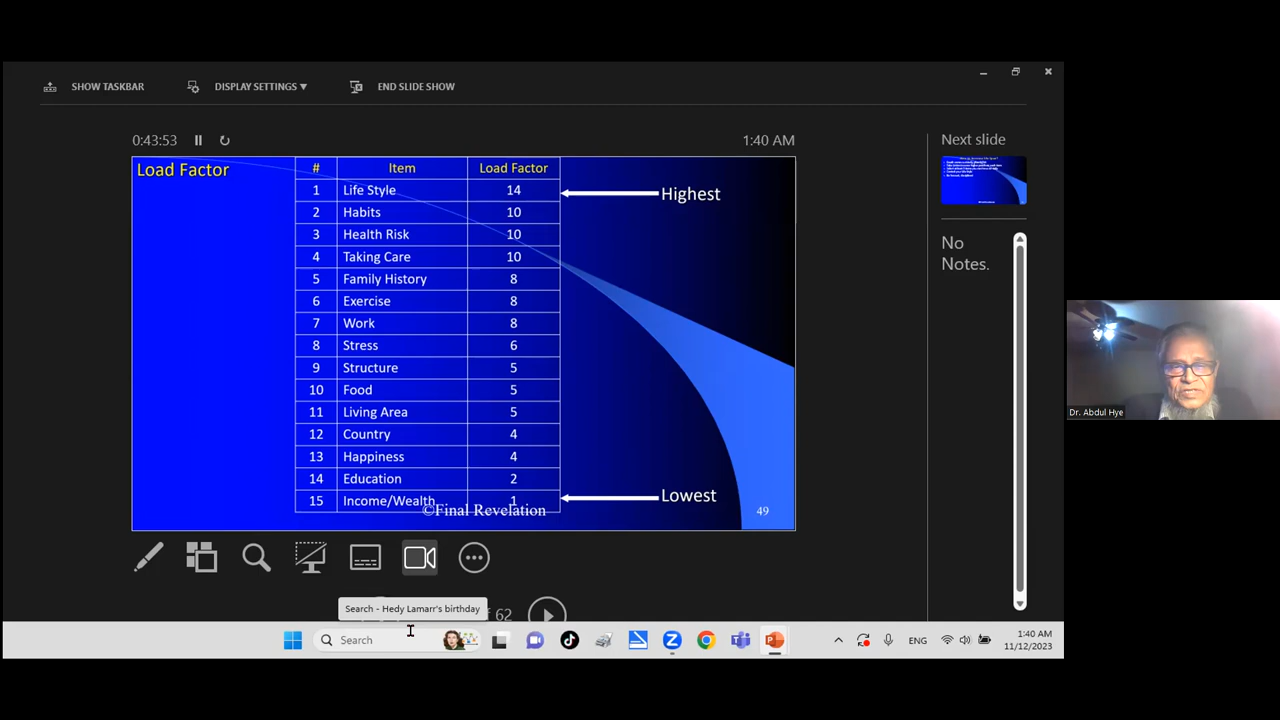 SHOW TASKBAR DISPLAY SETTINGS ▼ END SLIDE SHOW
0:43:53 1:40 AM
Next slide
Load Factor
# Item Load Factor
1 Life Style 14
Highest
2 Habits 10
3 Health Risk 10
4 Taking Care 10
5 Family History 8
6 Exercise 8
7 Work 8
8 Stress 6
9 Structure 5
10 Food 5
11 Living Area 5
12 Country 4
13 Happiness 4
14 Education 2
15 Income/Wealth 1
Lowest
©Final Revelation
49
No
Notes.
Dr. Abdul Hye
Search - Hedy Lamarr's birthday
62
Search
ENG
1:40 AM
11/12/2023